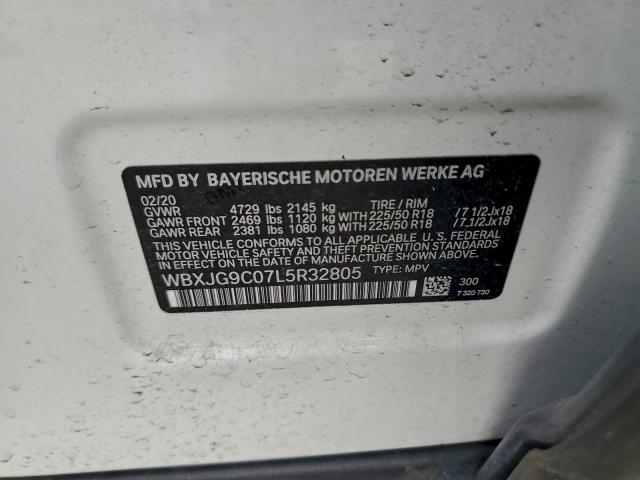 MFD BY BAYERISCHE MOTOREN WERKE AG
02/20 TIRE / RIM
GVWR 4729 lbs 2145 kg
GAWR FRONT 2469 lbs 1120 kg WITH 225/50 R18 /7 1/2Jx18
GAWR REAR 2381 lbs 1080 kg WITH 225/50 R18 /7 1/2Jx18
THIS VEHICLE CONFORMS TO ALL APPLICABLE U. S. FEDERAL
MOTOR VEHICLE SAFETY AND THEFT PREVENTION STANDARDS
IN EFFECT ON THE DATE OF MANUFACTURE SHOWN ABOVE.
WBXJG9C07L5R32805 TYPE: MPV
300
7 320 730